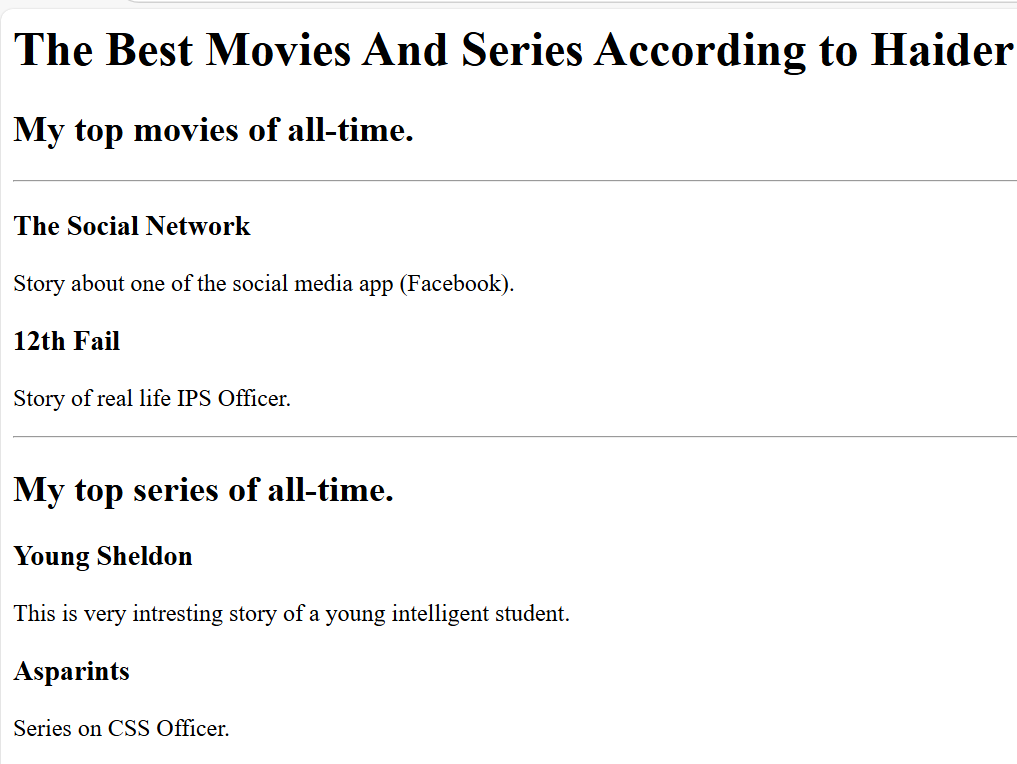 The Best Movies And Series According to Haider
My top movies of all-time.
The Social Network
Story about one of the social media app (Facebook).
12th Fail
Story of real life IPS Officer.
My top series of all-time.
Young Sheldon
This is very intresting story of a young intelligent student.
Asparints
Series on CSS Officer.